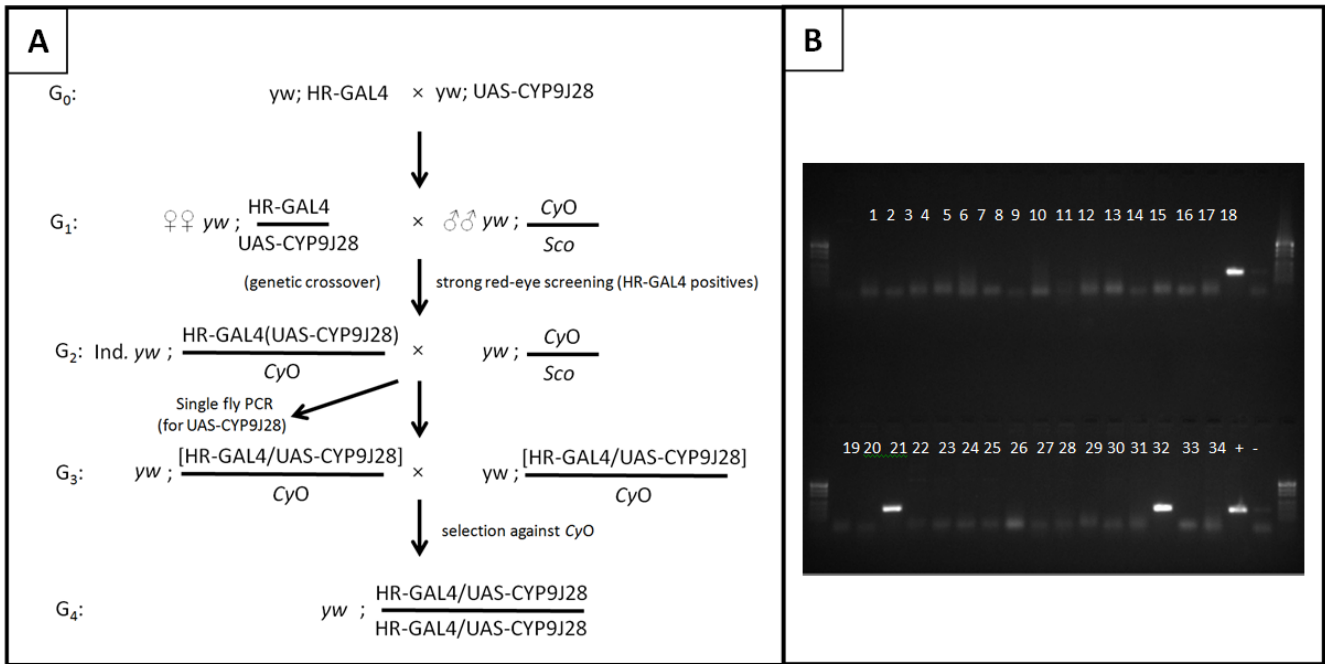 A
G0: yw; HR-GAL4 × yw; UAS-CYP9J28
G1: ♀♀ yw ; HR-GAL4 × ♂♂ yw ; CyO
UAS-CYP9J28 Sco
(genetic crossover) strong red-eye screening (HR-GAL4 positives)
G2: Ind. yw ; HR-GAL4(UAS-CYP9J28) × yw ; CyO
CyO Sco
Single fly PCR
(for UAS-CYP9J28)
G3: yw ; [HR-GAL4/UAS-CYP9J28] × yw ; [HR-GAL4/UAS-CYP9J28]
CyO CyO
selection against CyO
G4: yw ; HR-GAL4/UAS-CYP9J28
HR-GAL4/UAS-CYP9J28
B
1 2 3 4 5 6 7 8 9 10 11 12 13 14 15 16 17 18
19 20 21 22 23 24 25 26 27 28 29 30 31 32 33 34 + -